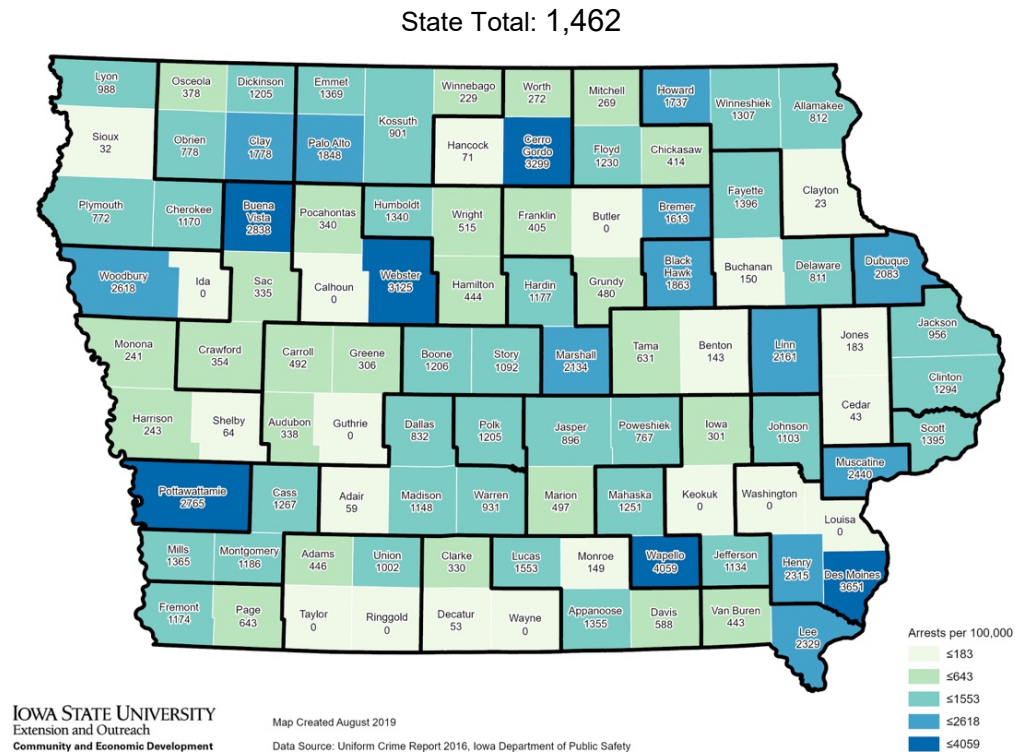 State Total: 1,462
Lyon
988
Osceola
378
Dickinson
1205
Emmet
1369
Kossuth
901
Winnebago
229
Worth
272
Mitchell
269
Howard
1737
Winneshiek
1307
Allamakee
812
Sioux
32
Obrien
778
Clay
1778
Palo Alto
1848
Hancock
71
Cerro
Gordo
3299
Floyd
1230
Chickasaw
414
Fayette
1396
Clayton
23
Plymouth
772
Cherokee
1170
Buena
Vista
2838
Pocahontas
340
Humboldt
1340
Wright
515
Franklin
405
Butler
0
Bremer
1613
Woodbury
2618
Ida
0
Sac
335
Calhoun
0
Webster
3125
Hamilton
444
Hardin
1177
Grundy
480
Black
Hawk
1863
Buchanan
150
Delaware
811
Dubuque
2083
Monona
241
Crawford
354
Carroll
492
Greene
306
Boone
1206
Story
1092
Marshall
2134
Tama
631
Benton
143
Linn
2161
Jones
183
Jackson
956
Clinton
1294
Harrison
243
Shelby
64
Audubon
338
Guthrie
0
Dallas
832
Polk
1205
Jasper
896
Poweshiek
767
Iowa
301
Johnson
1103
Cedar
43
Scott
1395
Muscatine
2440
Pottawattamie
2765
Cass
1267
Adair
59
Madison
1148
Warren
931
Marion
497
Mahaska
1251
Keokuk
0
Washington
0
Louisa
0
Mills
1365
Montgomery
1186
Adams
446
Union
1002
Clarke
330
Lucas
1553
Monroe
149
Wapello
4059
Jefferson
1134
Henry
2315
Des Moines
3651
Fremont
1174
Page
643
Taylor
0
Ringgold
0
Decatur
53
Wayne
0
Appanoose
1355
Davis
588
Van Buren
443
Lee
2329
Arrests per 100,000
≤183
≤643
≤1553
≤2618
≤4059
IOWA STATE UNIVERSITY
Extension and Outreach
Community and Economic Development
Map Created August 2019
Data Source: Uniform Crime Report 2016, Iowa Department of Public Safety